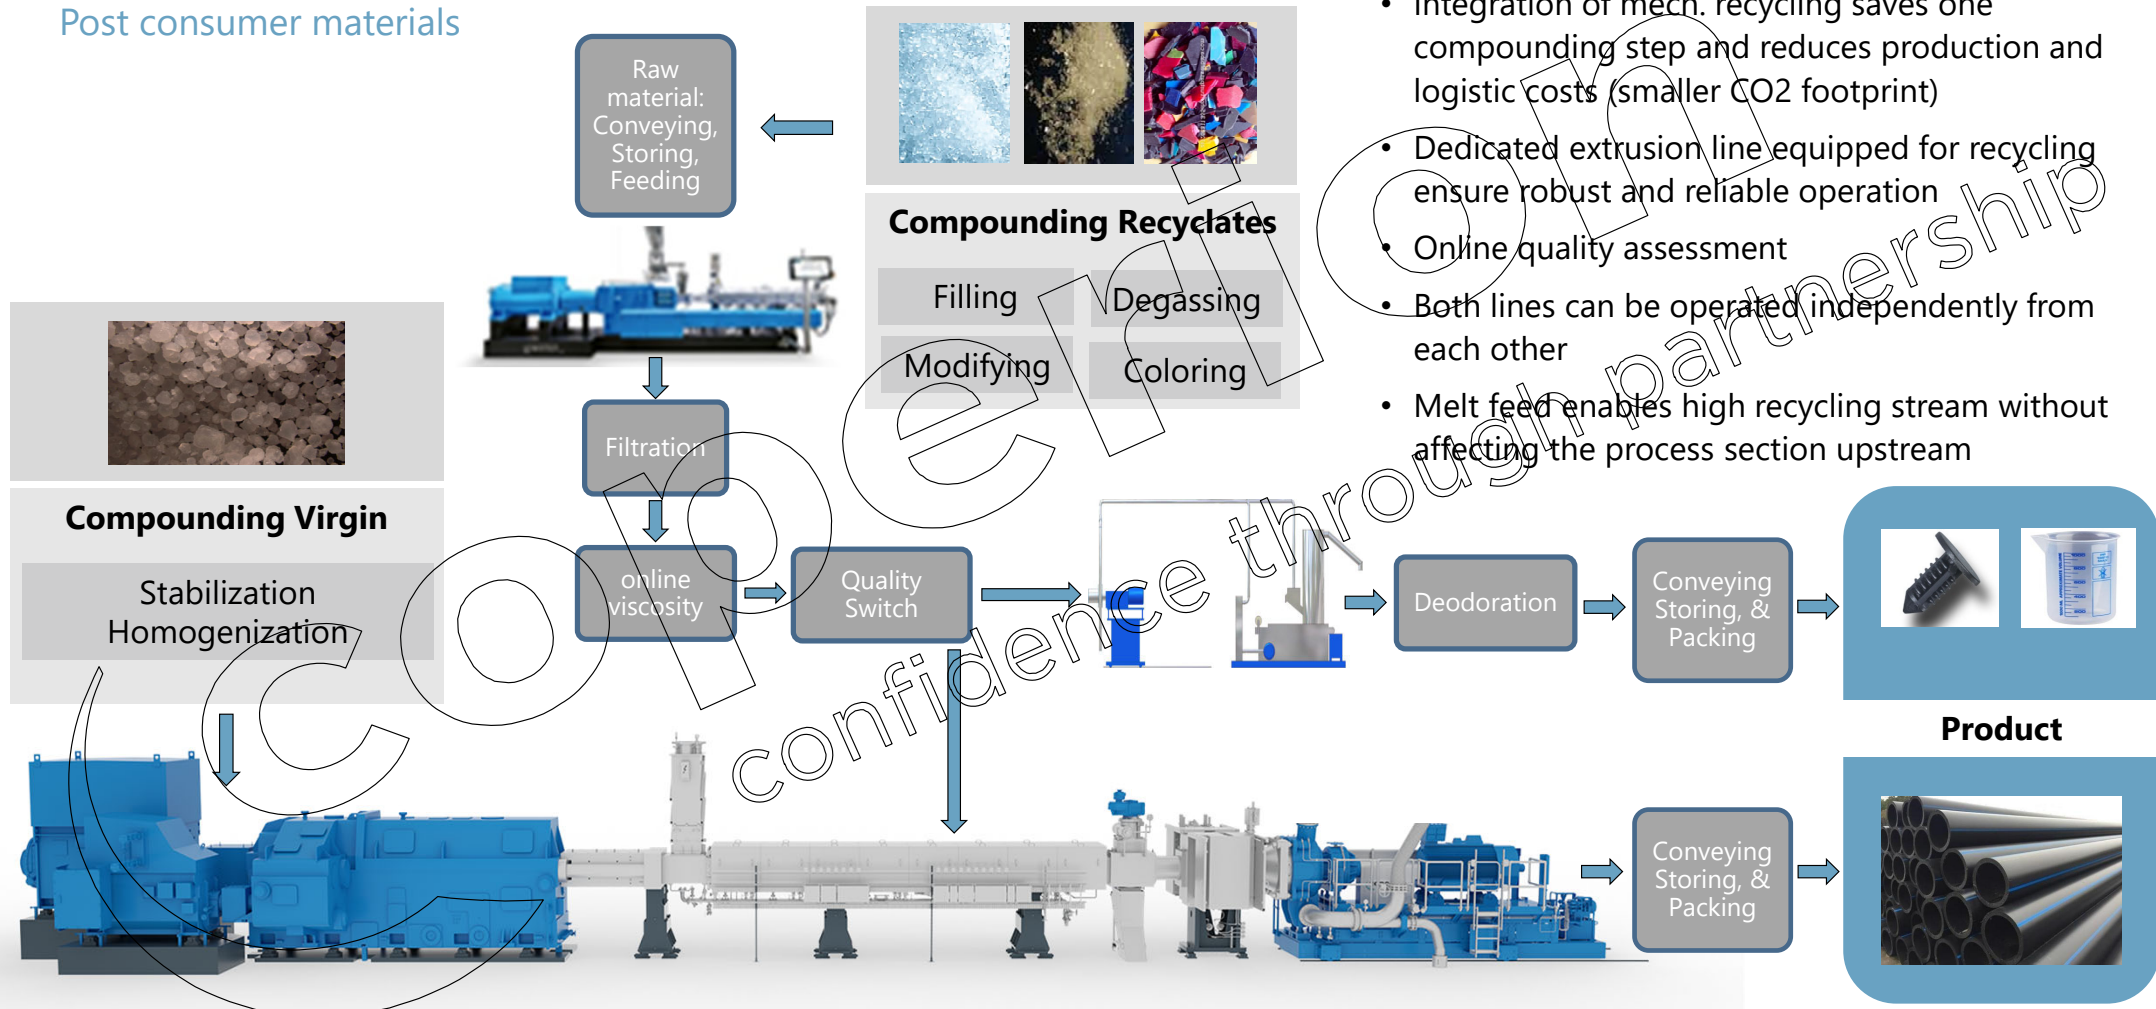 Post consumer materials
Raw
material:
Conveying,
Storing,
Feeding
Compounding Recyclates
Filling
Degassing
Modifying
Coloring
• Integration of mech. recycling saves one
compounding step and reduces production and
logistic costs (smaller CO2 footprint)
• Dedicated extrusion line equipped for recycling
ensure robust and reliable operation
• Online quality assessment
• Both lines can be operated independently from
each other
• Melt feed enables high recycling stream without
affecting the process section upstream
Compounding Virgin
Stabilization
Homogenization
Filtration
online
viscosity
Quality
Switch
Deodoration
Conveying
Storing, &
Packing
Product
Conveying
Storing, &
Packing
coperion
confidence through partnership